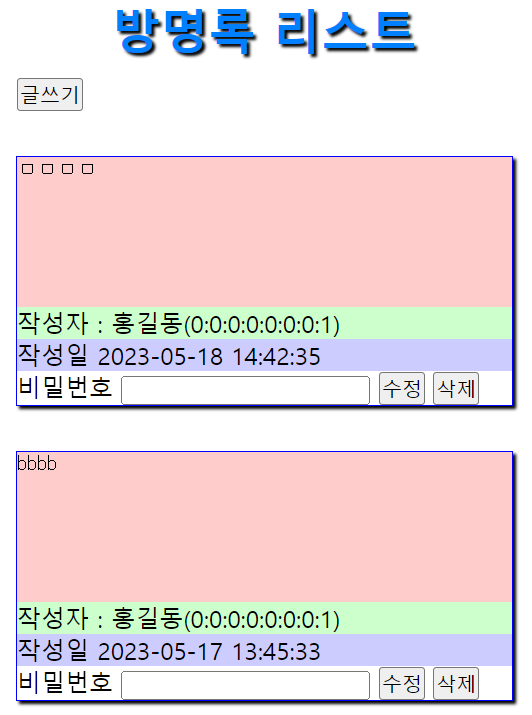 방명록 리스트
글쓰기
ㅁㅁㅁㅁ
작성자 : 홍길동(0:0:0:0:0:0:0:1)
작성일 2023-05-18 14:42:35
비밀번호 수정 삭제
bbbb
작성자 : 홍길동(0:0:0:0:0:0:0:1)
작성일 2023-05-17 13:45:33
비밀번호 수정 삭제